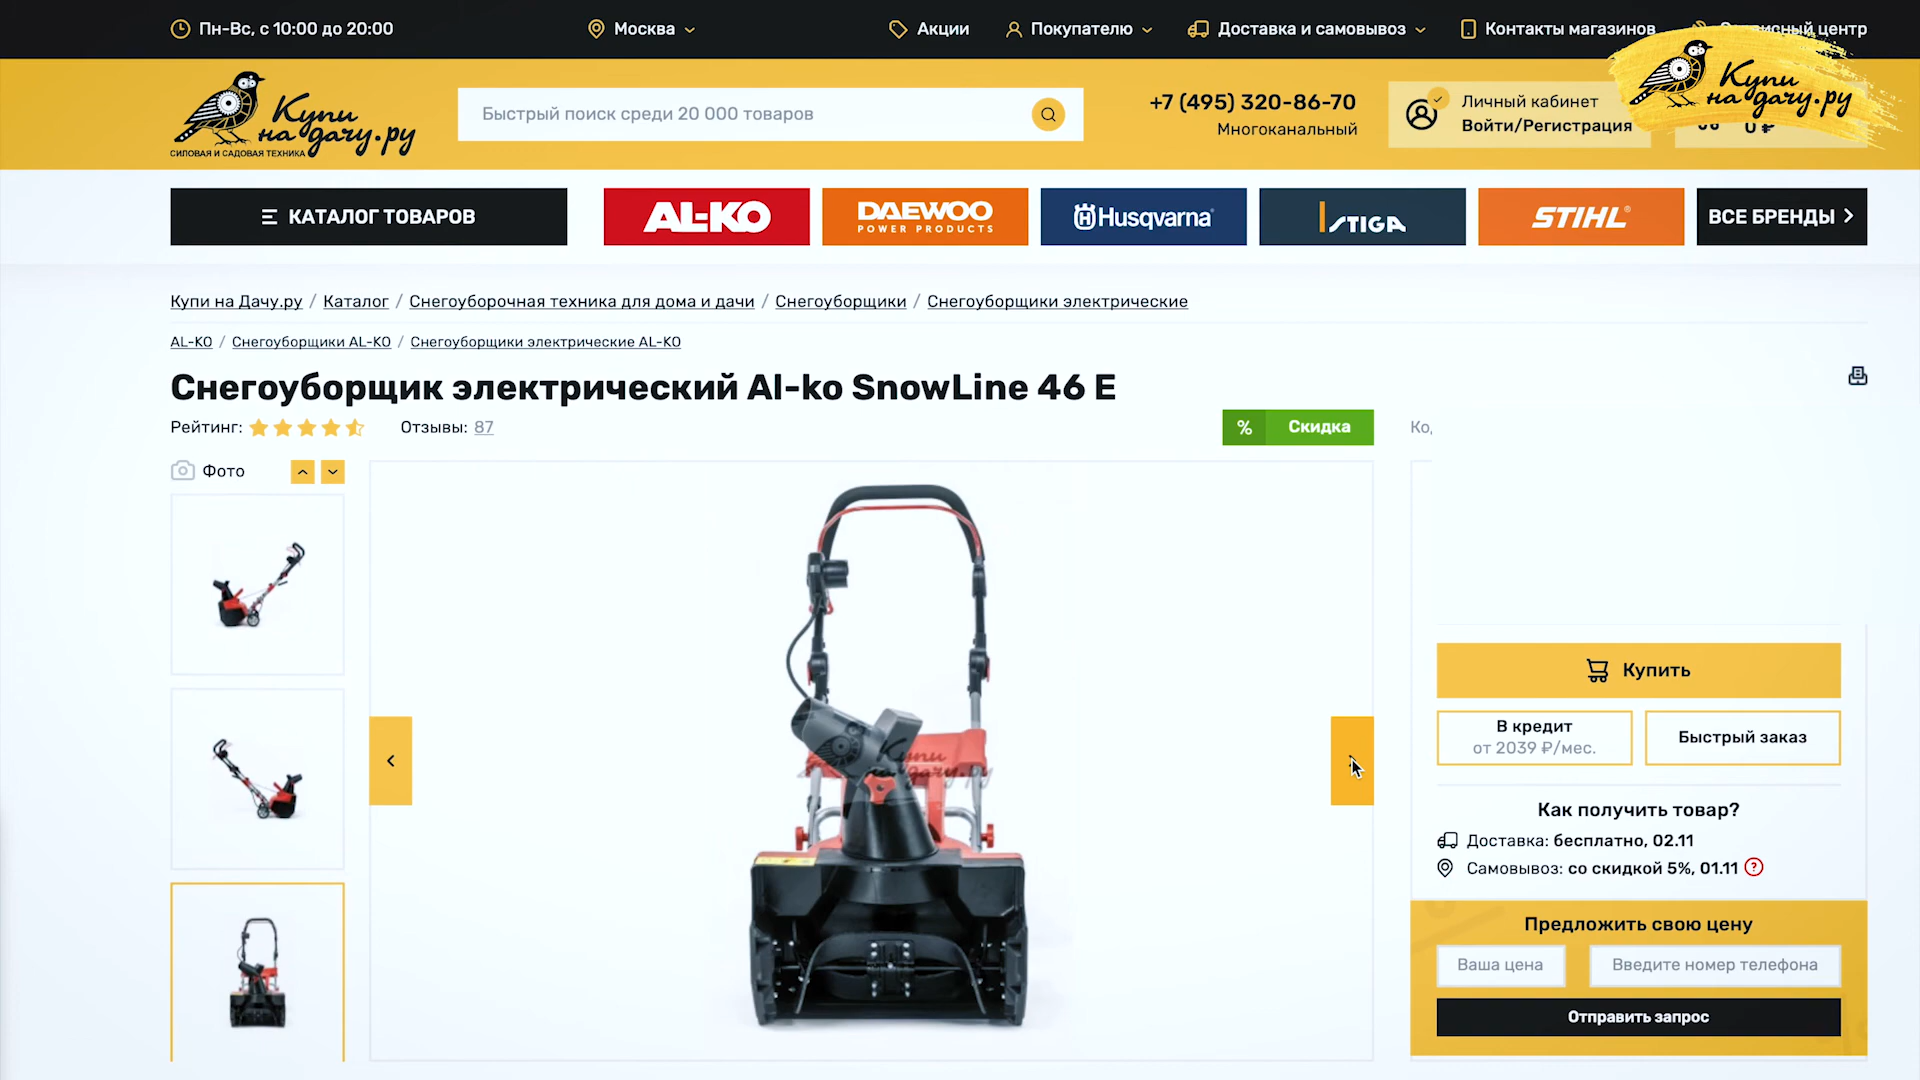 Пн-Вс, с 10:00 до 20:00
Москва
Акции
Покупателю
Доставка и самовывоз
Контакты магазинов
Купи на дачу.ру
СИЛОВАЯ И САДОВАЯ ТЕХНИКА
Быстрый поиск среди 20 000 товаров
+7 (495) 320-86-70
Многоканальный
Личный кабинет
Войти/Регистрация
Купи
на дачу.ру
0 ₽
КАТАЛОГ ТОВАРОВ
AL-KO
DAEWOO
POWER PRODUCTS
Husqvarna
STIGA
STIHL®
ВСЕ БРЕНДЫ
Купи на Дачу.ру / Каталог / Снегоуборочная техника для дома и дачи / Снегоуборщики / Снегоуборщики электрические
AL-KO / Снегоуборщики AL-KO / Снегоуборщики электрические AL-KO
Снегоуборщик электрический Al-ko SnowLine 46 E
Рейтинг:
Отзывы: 87
% Скидка
Фото
Купи
на дачу.ру
Купить
В кредит
от 2039 ₽/мес.
Быстрый заказ
Как получить товар?
Доставка: бесплатно, 02.11
Самовывоз: со скидкой 5%, 01.11 ?
Предложить свою цену
Ваша цена
Введите номер телефона
Отправить запрос